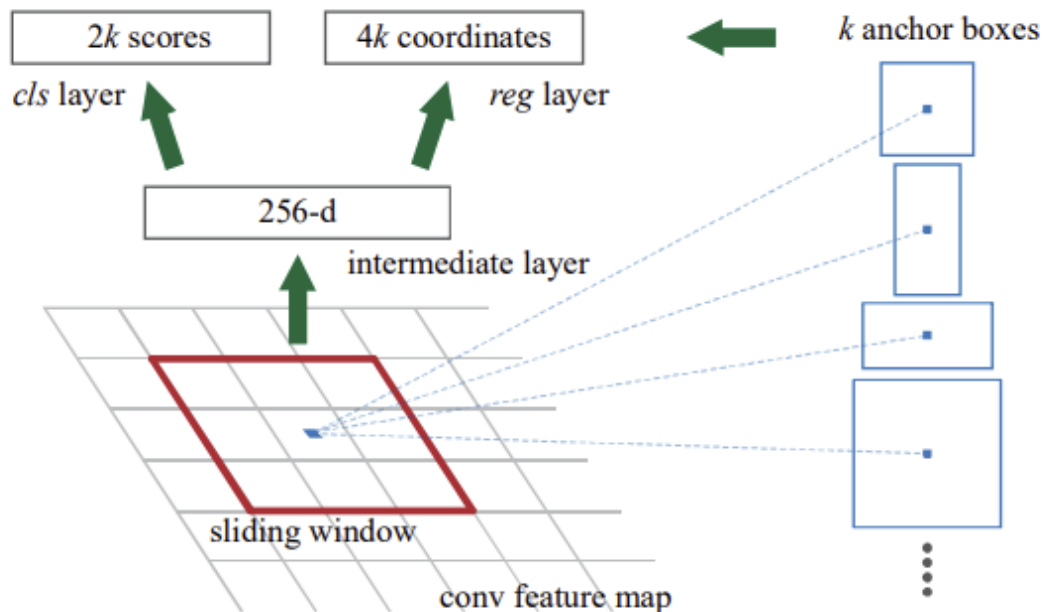 2k scores
4k coordinates
k anchor boxes
cls layer
reg layer
256-d
intermediate layer
sliding window
conv feature map